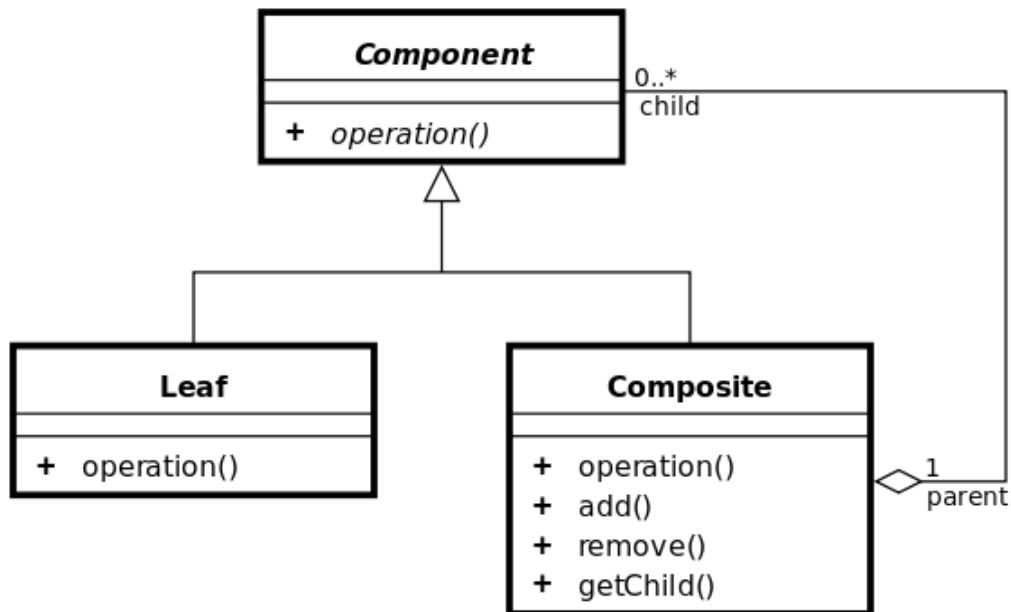 Component
+ operation()
0..*
child
Leaf
+ operation()
Composite
+ operation()
+ add()
+ remove()
+ getChild()
1
parent